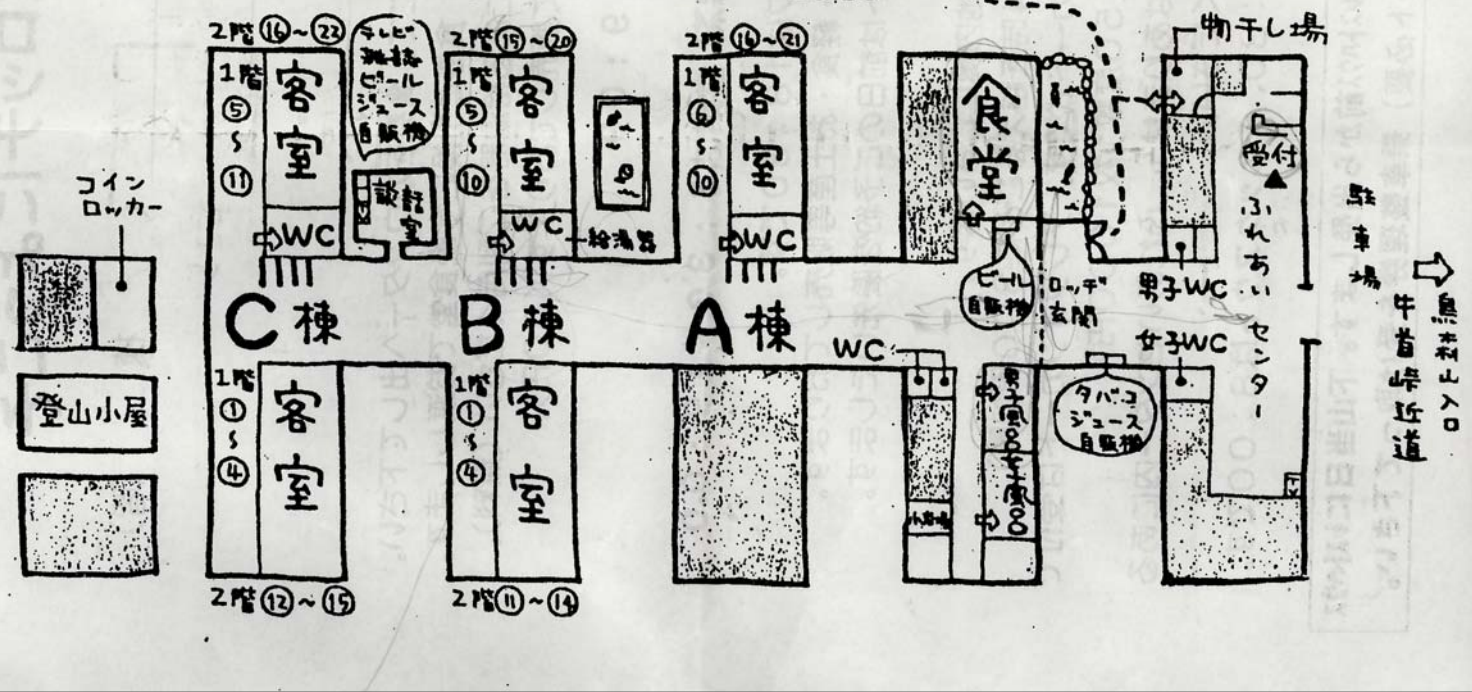 2階⑯~㉒
1階
⑤
~
⑪
客室
テレビ
雑誌
ビール
ジュース
自販機
談話室
WC
2階⑮~⑳
1階
⑤
~
⑩
客室
WC
給湯器
2階⑯~㉑
1階
⑥
~
⑩
客室
WC
食堂
ビール
自販機
ロッヂ
玄関
物干し場
受付
ふれあいセンター
男子WC
女子WC
駐車場
烏帽子山入口
牛首峠近道
コイン
ロッカー
登山小屋
C棟
B棟
A棟
1階
①
~
④
客室
2階⑫~⑮
1階
①
~
④
客室
2階⑪~⑭
WC
男子風呂
女子風呂
タバコ
ジュース
自販機